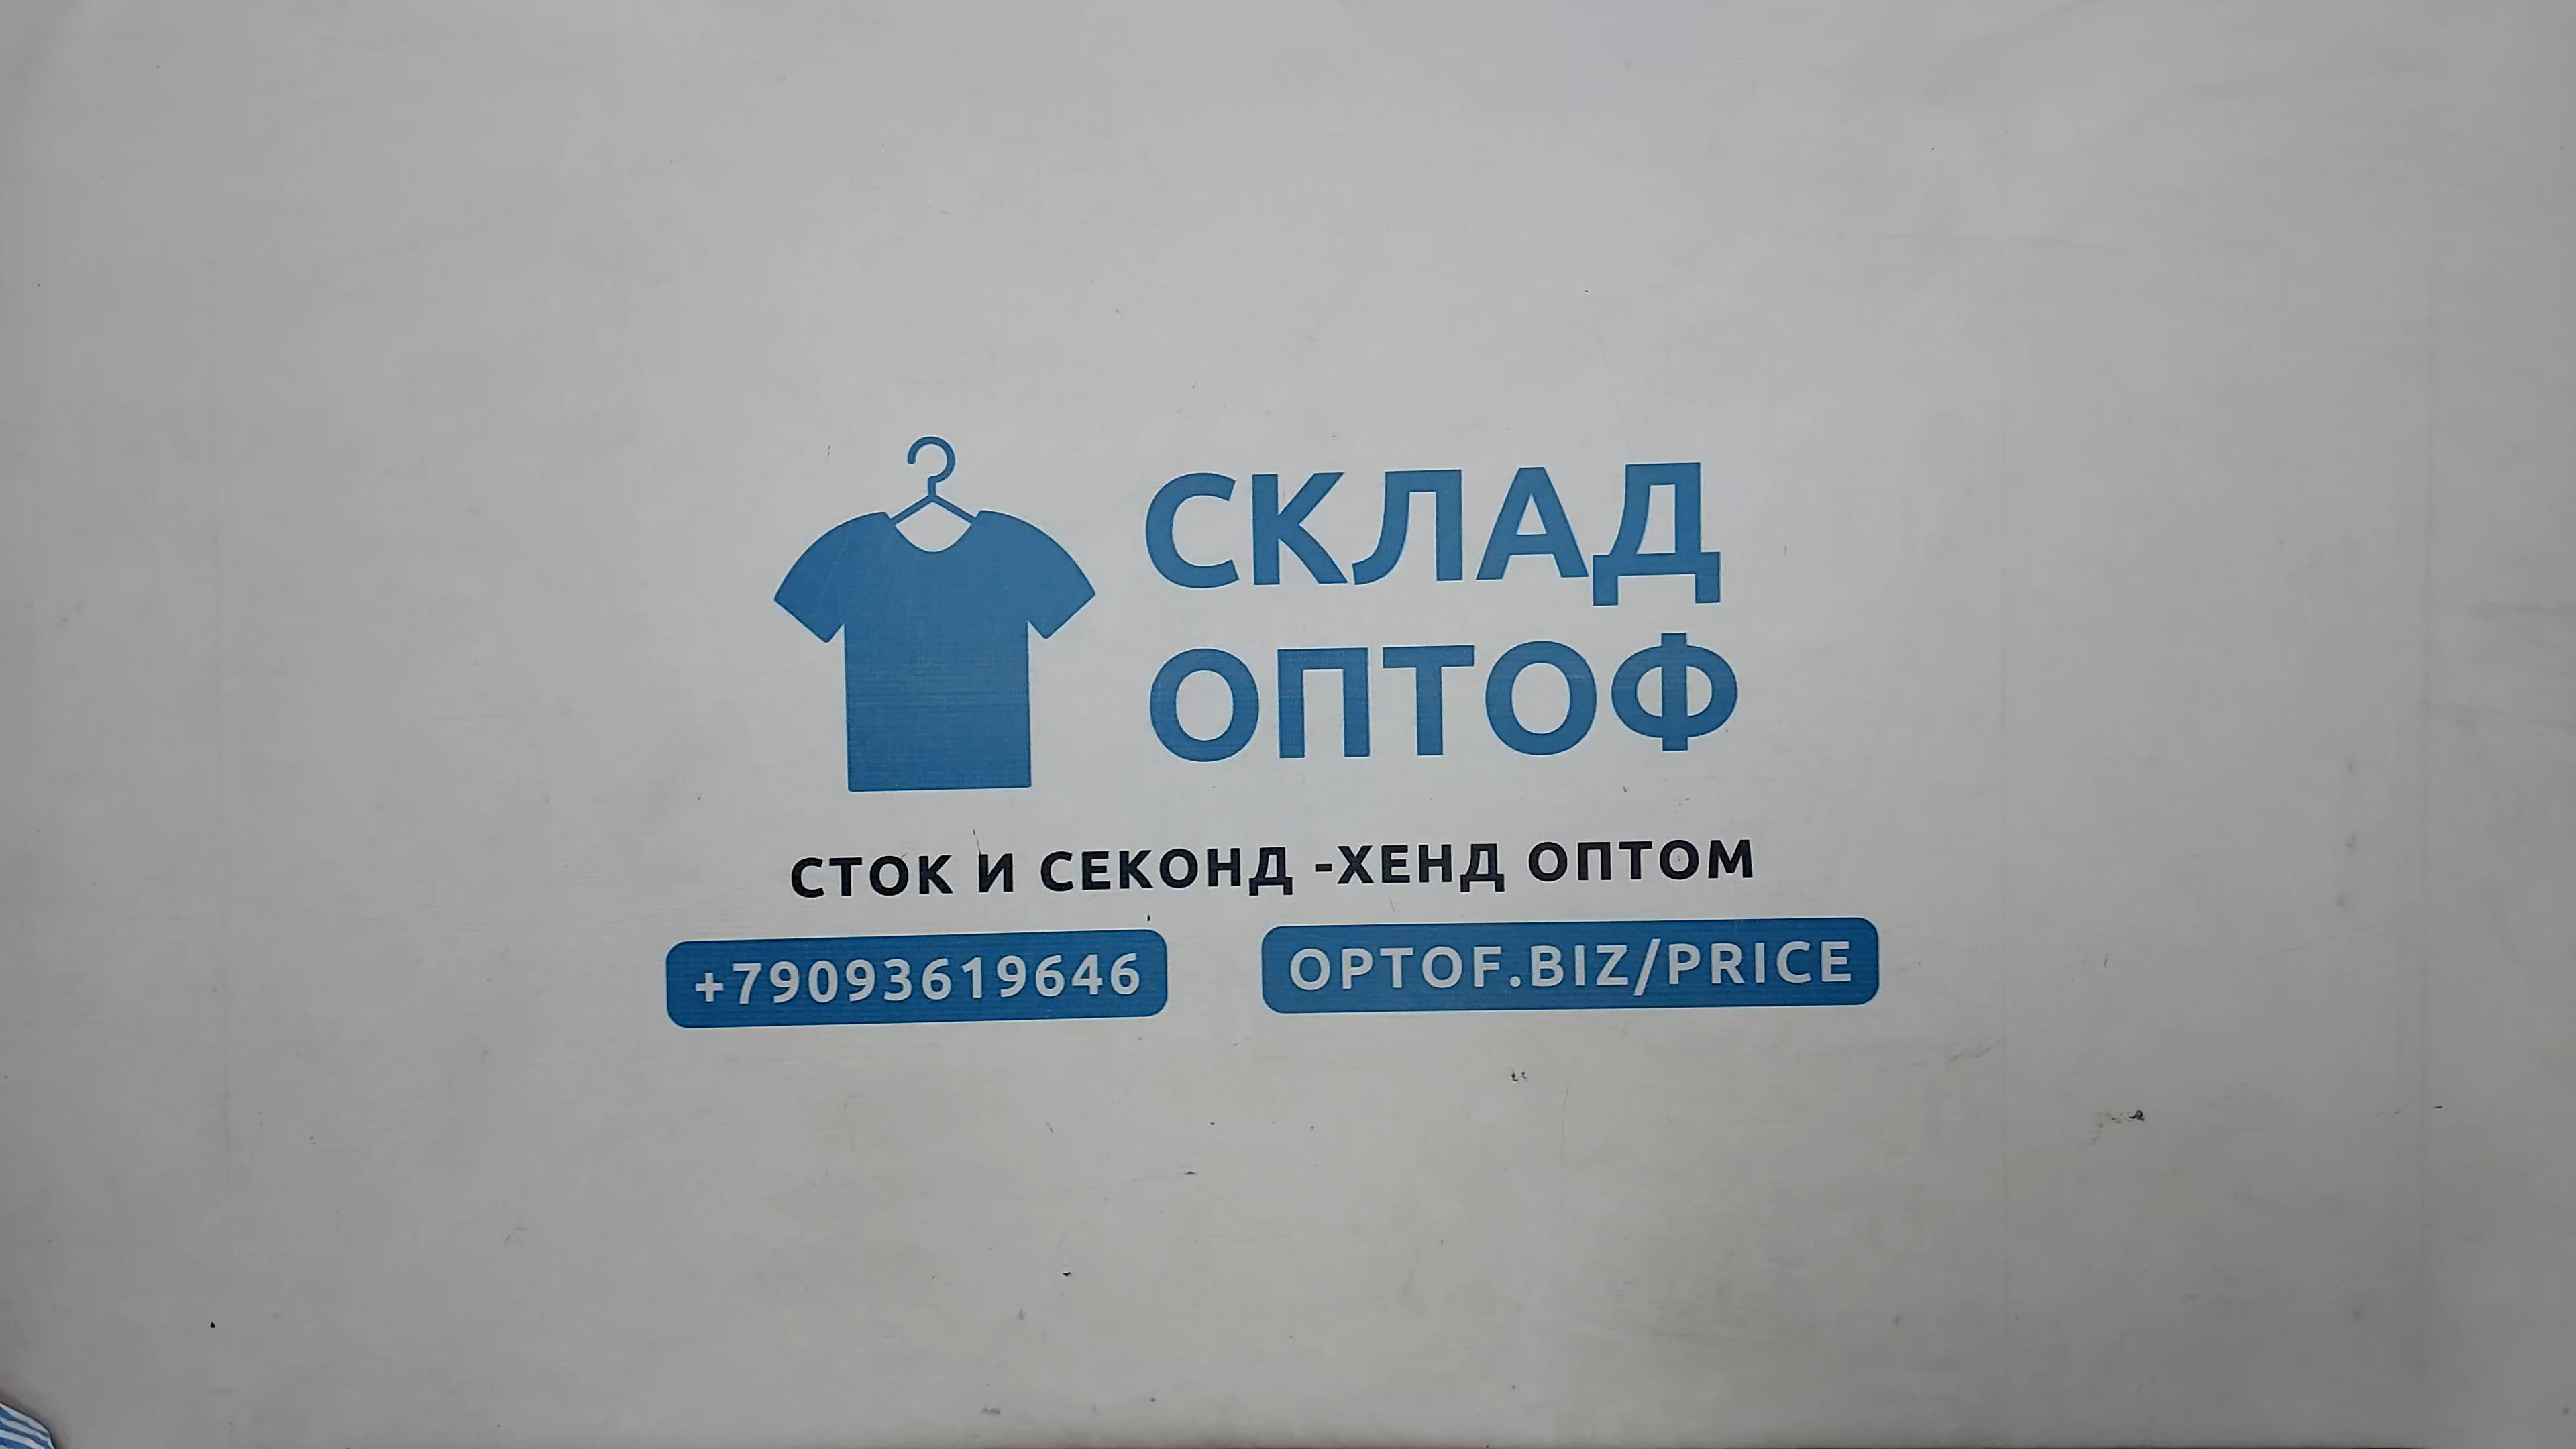 СКЛАД
ОПТОФ
СТОК И СЕКОНД -ХЕНД ОПТОМ
+79093619646
OPTOF.BIZ/PRICE